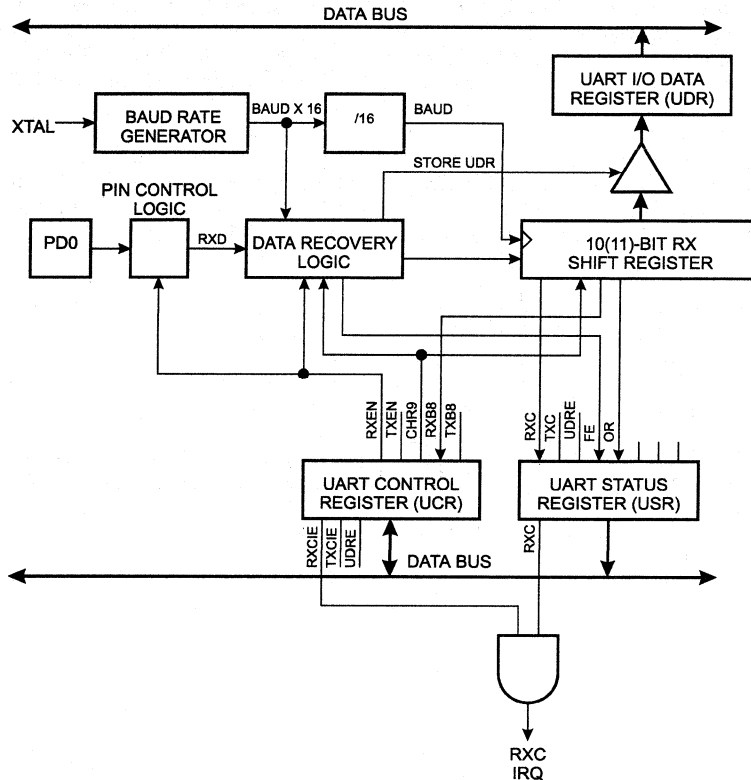 DATA BUS
UART I/O DATA
REGISTER (UDR)
XTAL
BAUD RATE
GENERATOR
BAUD X 16
/16
BAUD
STORE UDR
PIN CONTROL
LOGIC
PD0
RXD
DATA RECOVERY
LOGIC
10(11)-BIT RX
SHIFT REGISTER
RXEN
TXEN
CHR9
RXB8
TXB8
RXC
TXC
UDRE
FE
OR
UART CONTROL
REGISTER (UCR)
UART STATUS
REGISTER (USR)
RXCIE
TXCIE
UDRE
RXC
DATA BUS
RXC
IRQ